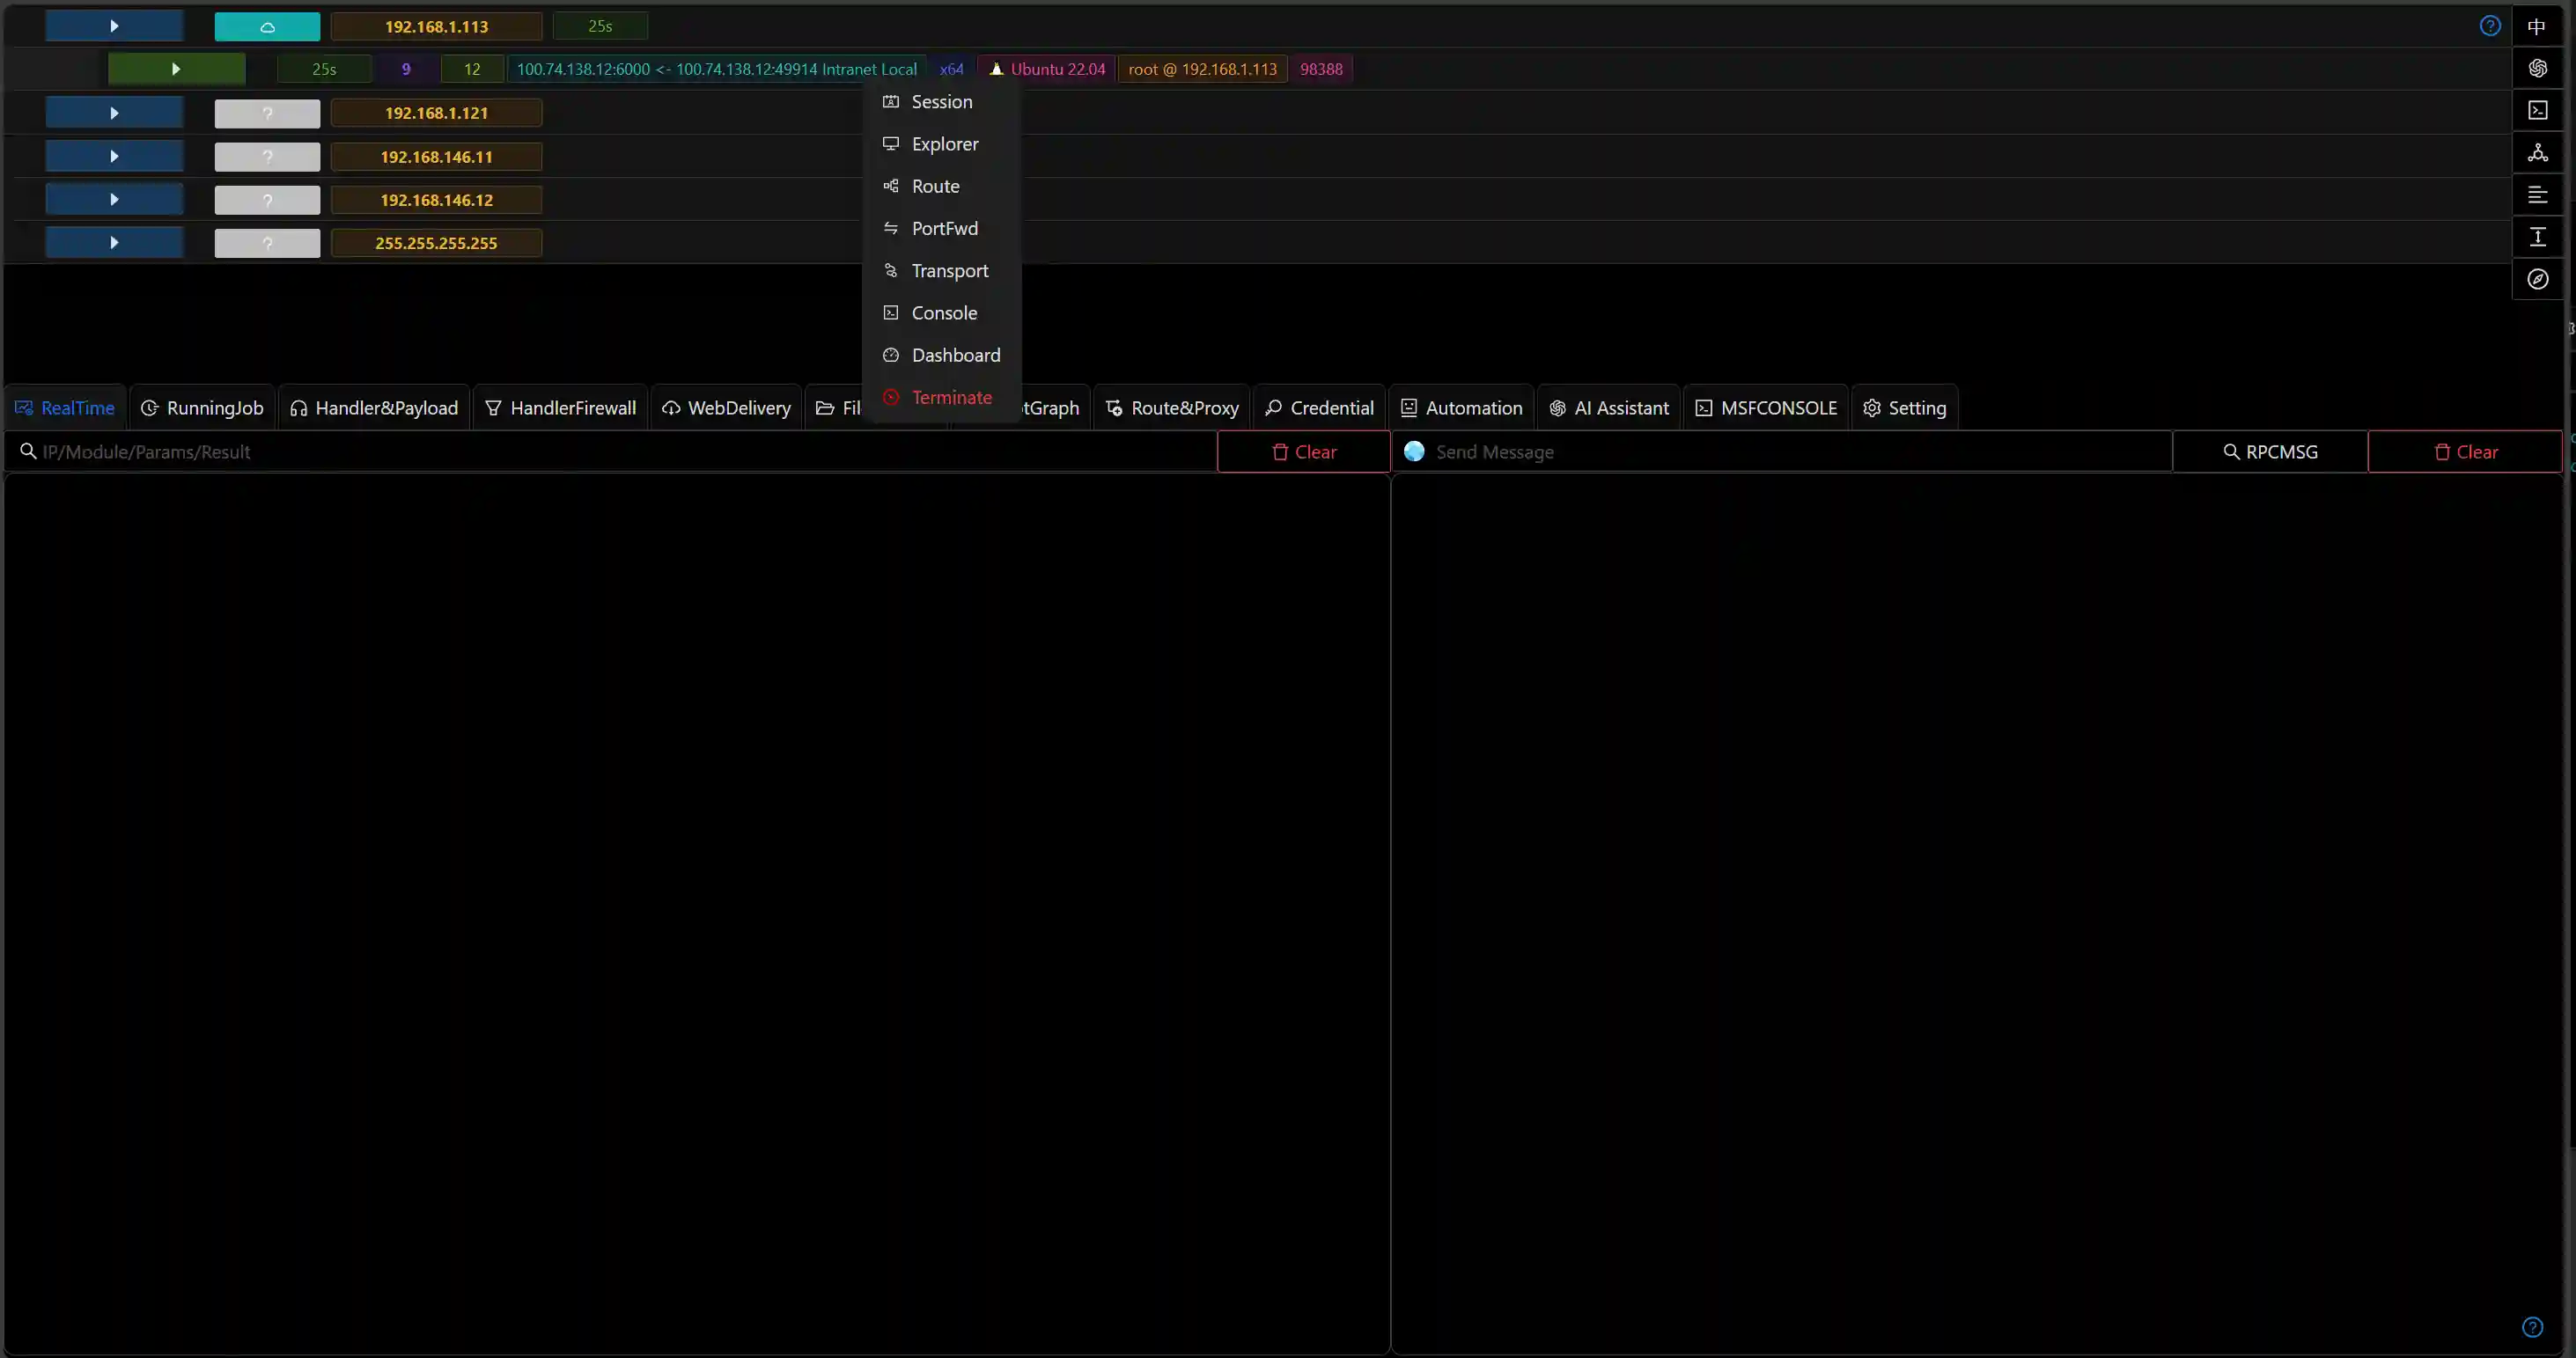 192.168.1.113 25s 中
25s 9 12 100.74.138.12:6000 <- 100.74.138.12:49914 Intranet Local x64 Ubuntu 22.04 root @ 192.168.1.113 98388
Session
? 192.168.1.121
Explorer
? 192.168.146.11
Route
? 192.168.146.12
PortFwd
? 255.255.255.255
Transport
Console
Dashboard
Terminate
RealTime RunningJob Handler&Payload HandlerFirewall WebDelivery Fil tGraph Route&Proxy Credential Automation AI Assistant MSFCONSOLE Setting
IP/Module/Params/Result Clear Send Message RPCMSG Clear